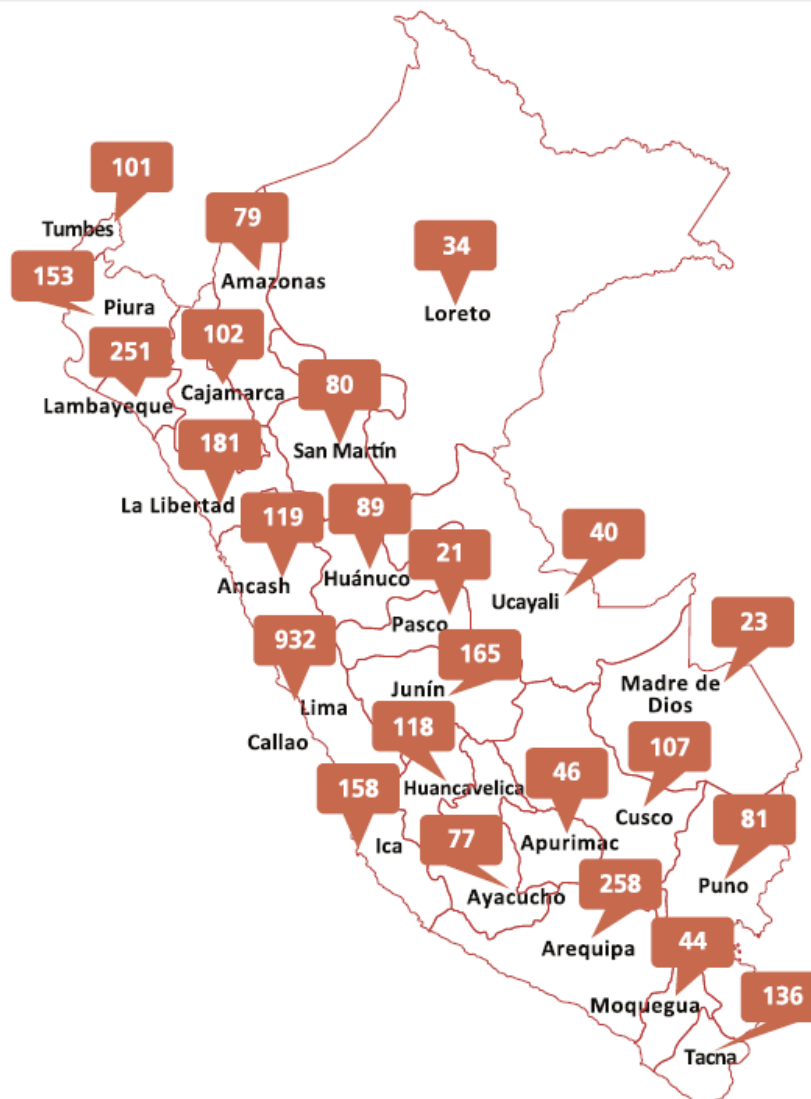 101
Tumbes
79
Amazonas
34
Loreto
153
Piura
102
Cajamarca
251
Lambayeque
80
San Martín
181
La Libertad
119
Ancash
89
Huánuco
21
Pasco
40
Ucayali
932
Lima
Callao
165
Junín
23
Madre de
Dios
118
Huancavelica
107
Cusco
46
Apurimac
158
Ica
77
Ayacucho
81
Puno
258
Arequipa
44
Moquegua
136
Tacna